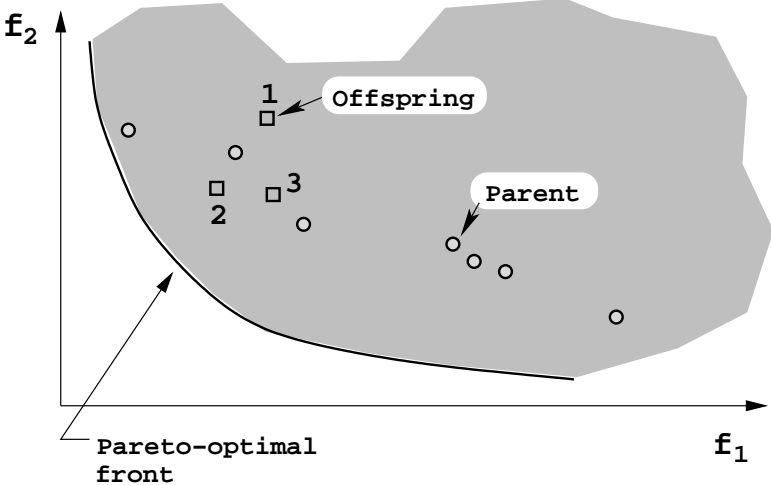 f2
1
Offspring
3
Parent
2
Pareto-optimal
front
f1